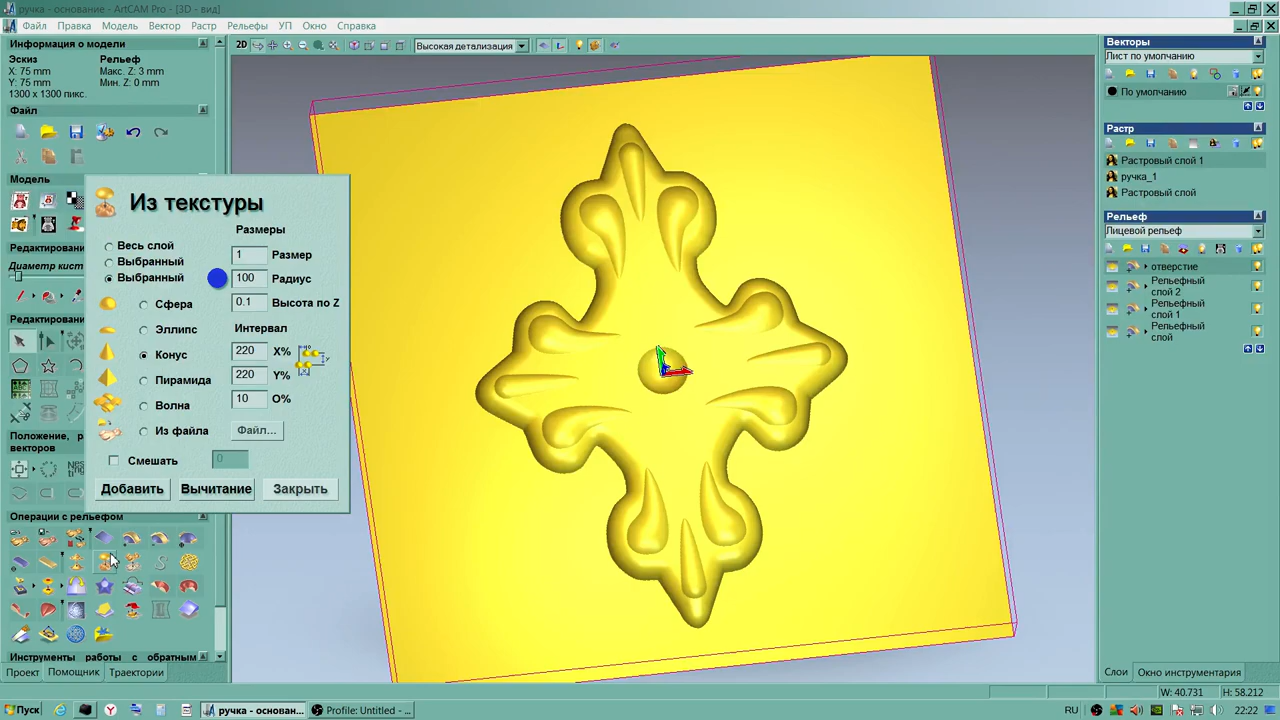 ручка - основание - ArtCAM Pro - [3D - вид]
Файл Правка Модель Вектор Растр Рельефы УП Окно Справка
2D
Высокая детализация
Информация о модели
Эскиз Рельеф
X: 75 mm Макс. Z: 3 mm
Y: 75 mm Мин. Z: 0 mm
1300 x 1300 пикс.
Файл
Модель
Редактировани
Диаметр кист
Редактировани
Положение, р
векторов
Операции с рельефом
Инструменты работы с обратным
Проект Помощник Траектории
Из текстуры
Размеры
Весь слой
Выбранный
Выбранный
1 Размер
100 Радиус
0.1 Высота по Z
Сфера
Эллипс
Конус
Пирамида
Волна
Из файла
Интервал
220 X%
220 Y%
10 O%
Файл...
Смешать 0
Добавить Вычитание Закрыть
Векторы
Лист по умолчанию
По умолчанию
Растр
Растровый слой 1
ручка_1
Растровый слой
Рельеф
Лицевой рельеф
отверстие
Рельефный
слой 2
Рельефный
слой 1
Рельефный
слой
Слои Окно инструментария
W: 40.731 H: 58.212
Пуск
ручка - основан...
Profile: Untitled - ...
RU
22:22